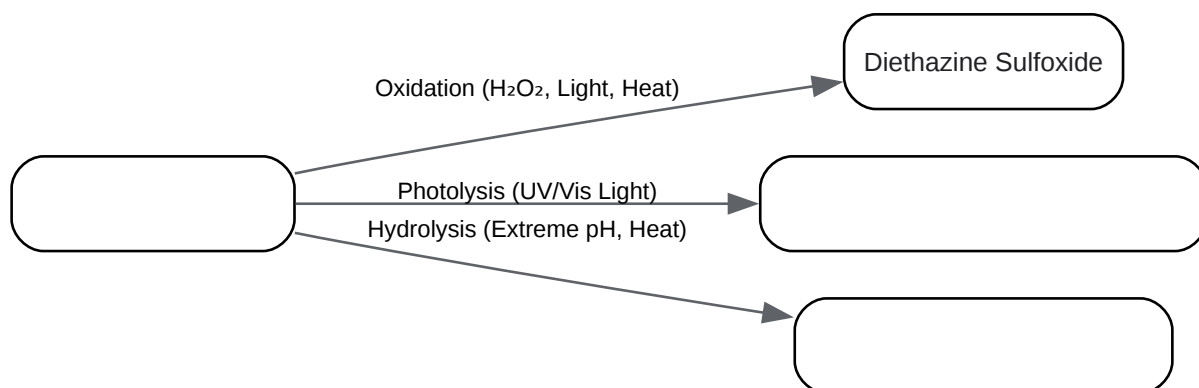 Diethazine Sulfoxide
Oxidation (H₂O₂, Light, Heat)
Photolysis (UV/Vis Light)
Hydrolysis (Extreme pH, Heat)